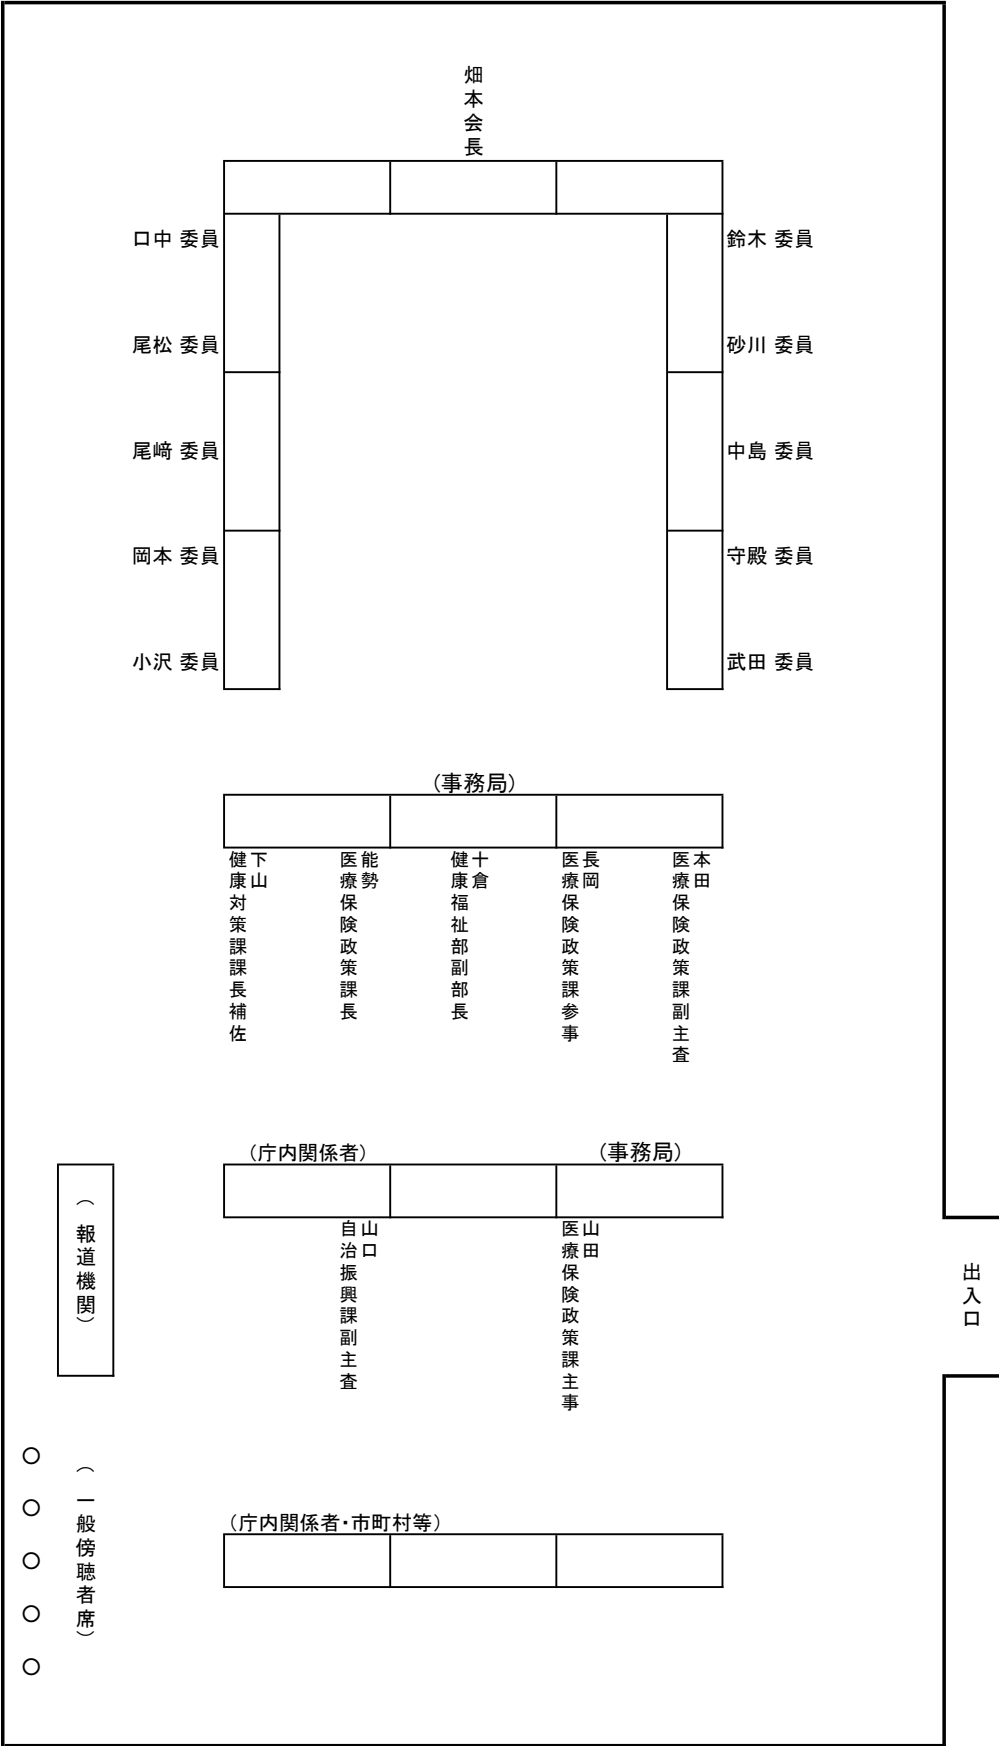 畑本会長
口中 委員
鈴木 委員
尾松 委員
砂川 委員
尾﨑 委員
中島 委員
岡本 委員
守殿 委員
小沢 委員
武田 委員
(事務局)
下山
健康対策課課長補佐
能勢
医療保険政策課長
十倉
健康福祉部副部長
長岡
医療保険政策課参事
本田
医療保険政策課副主査
(庁内関係者)
(事務局)
(報道機関)
山口
自治振興課副主査
山田
医療保険政策課主事
出入口
(一般傍聴者席)
○
○
○
○
○
(庁内関係者・市町村等)